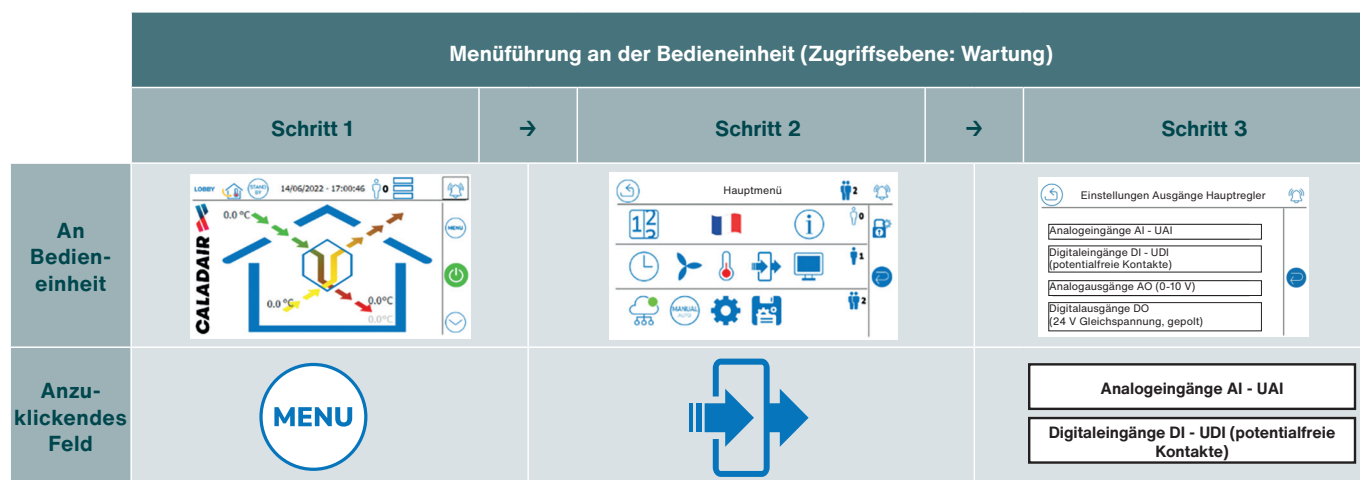 Menüführung an der Bedieneinheit (Zugriffsebene: Wartung)
Schritt 1
→
Schritt 2
→
Schritt 3
An
Bedien-
einheit
LOBBY
STAND
BY
14/06/2022 - 17:00:46
0
CALADAIR
0.0 °C
0.0 °C
0.0°C
0.0°C
MENU
Hauptmenü
2
12
2
i
0
1
MANUAL
AUTO
2
Einstellungen Ausgänge Hauptregler
Analogeingänge AI - UAI
Digitaleingänge DI - UDI
(potentialfreie Kontakte)
Analogausgänge AO (0-10 V)
Digitalausgänge DO
(24 V Gleichspannung, gepolt)
Anzu-
klickendes
Feld
MENU
Analogeingänge AI - UAI
Digitaleingänge DI - UDI (potentialfreie
Kontakte)